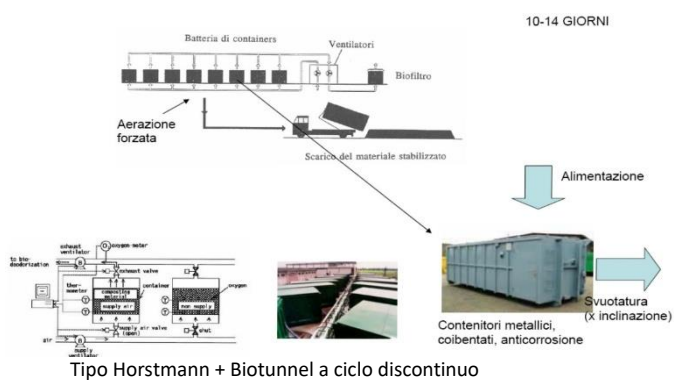 10-14 GIORNI
Batteria di containers
Ventilatori
Biofiltro
Aerazione
forzata
Scarico del materiale stabilizzato
Alimentazione
exhaust
ventilator
oxygen meter
to bio-
deodorization
exhaust valve
container
oxygen
composting
material
supply air
non supply
supply air valve
(open)
shut
air
supply
ventilator
Svuotatura
(x inclinazione)
Contenitori metallici,
coibentati, anticorrosione
Tipo Horstmann + Biotunnel a ciclo discontinuo